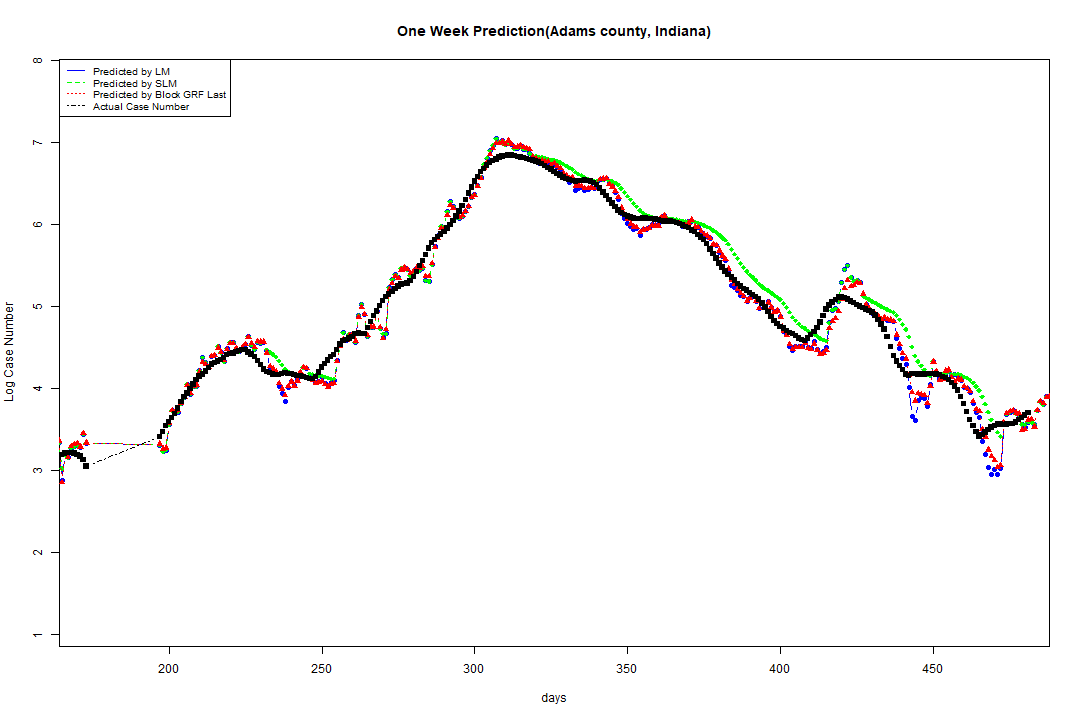 One Week Prediction(Adams county, Indiana)
8
Predicted by LM
Predicted by SLM
Predicted by Block GRF Last
Actual Case Number
7
6
5
4
3
2
1
Log Case Number
200 250 300 350 400 450
days